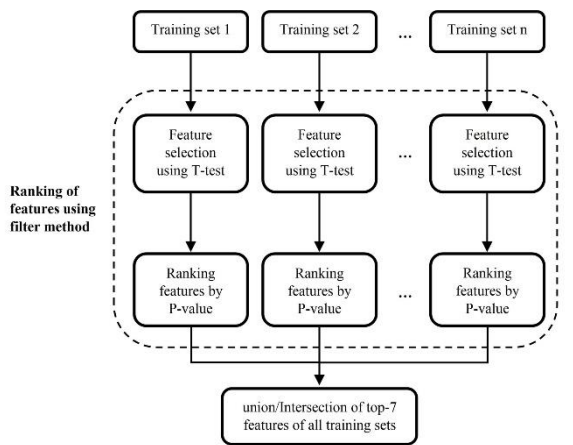 Training set 1
Training set 2
...
Training set n
Feature
selection
using T-test
Feature
selection
using T-test
...
Feature
selection
using T-test
Ranking of
features using
filter method
Ranking
features by
P-value
Ranking
features by
P-value
...
Ranking
features by
P-value
union/Intersection of top-7
features of all training sets